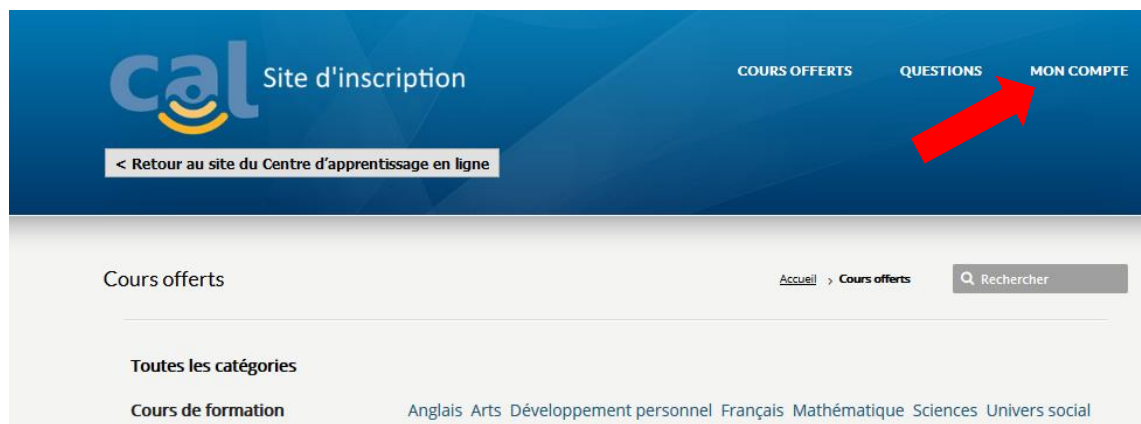 cal Site d'inscription
COURS OFFERTS QUESTIONS MON COMPTE
< Retour au site du Centre d'apprentissage en ligne
Cours offerts
Accueil > Cours offerts
Rechercher
Toutes les catégories
Cours de formation Anglais Arts Développement personnel Français Mathématique Sciences Univers social